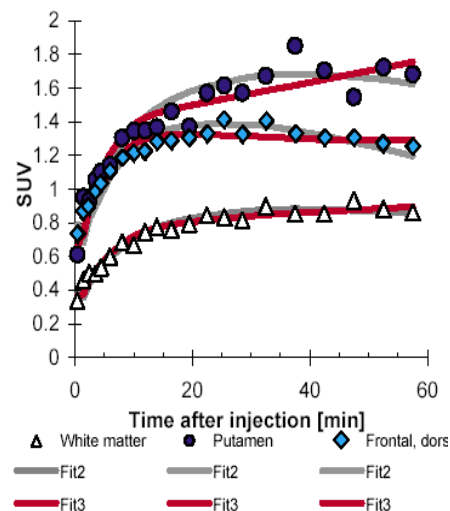 2
1.8
1.6
1.4
1.2
1
0.8
0.6
0.4
0.2
0
SUV
0 20 40 60
Time after injection [min]
White matter Putamen Frontal, dors
Fit2 Fit2 Fit2
Fit3 Fit3 Fit3